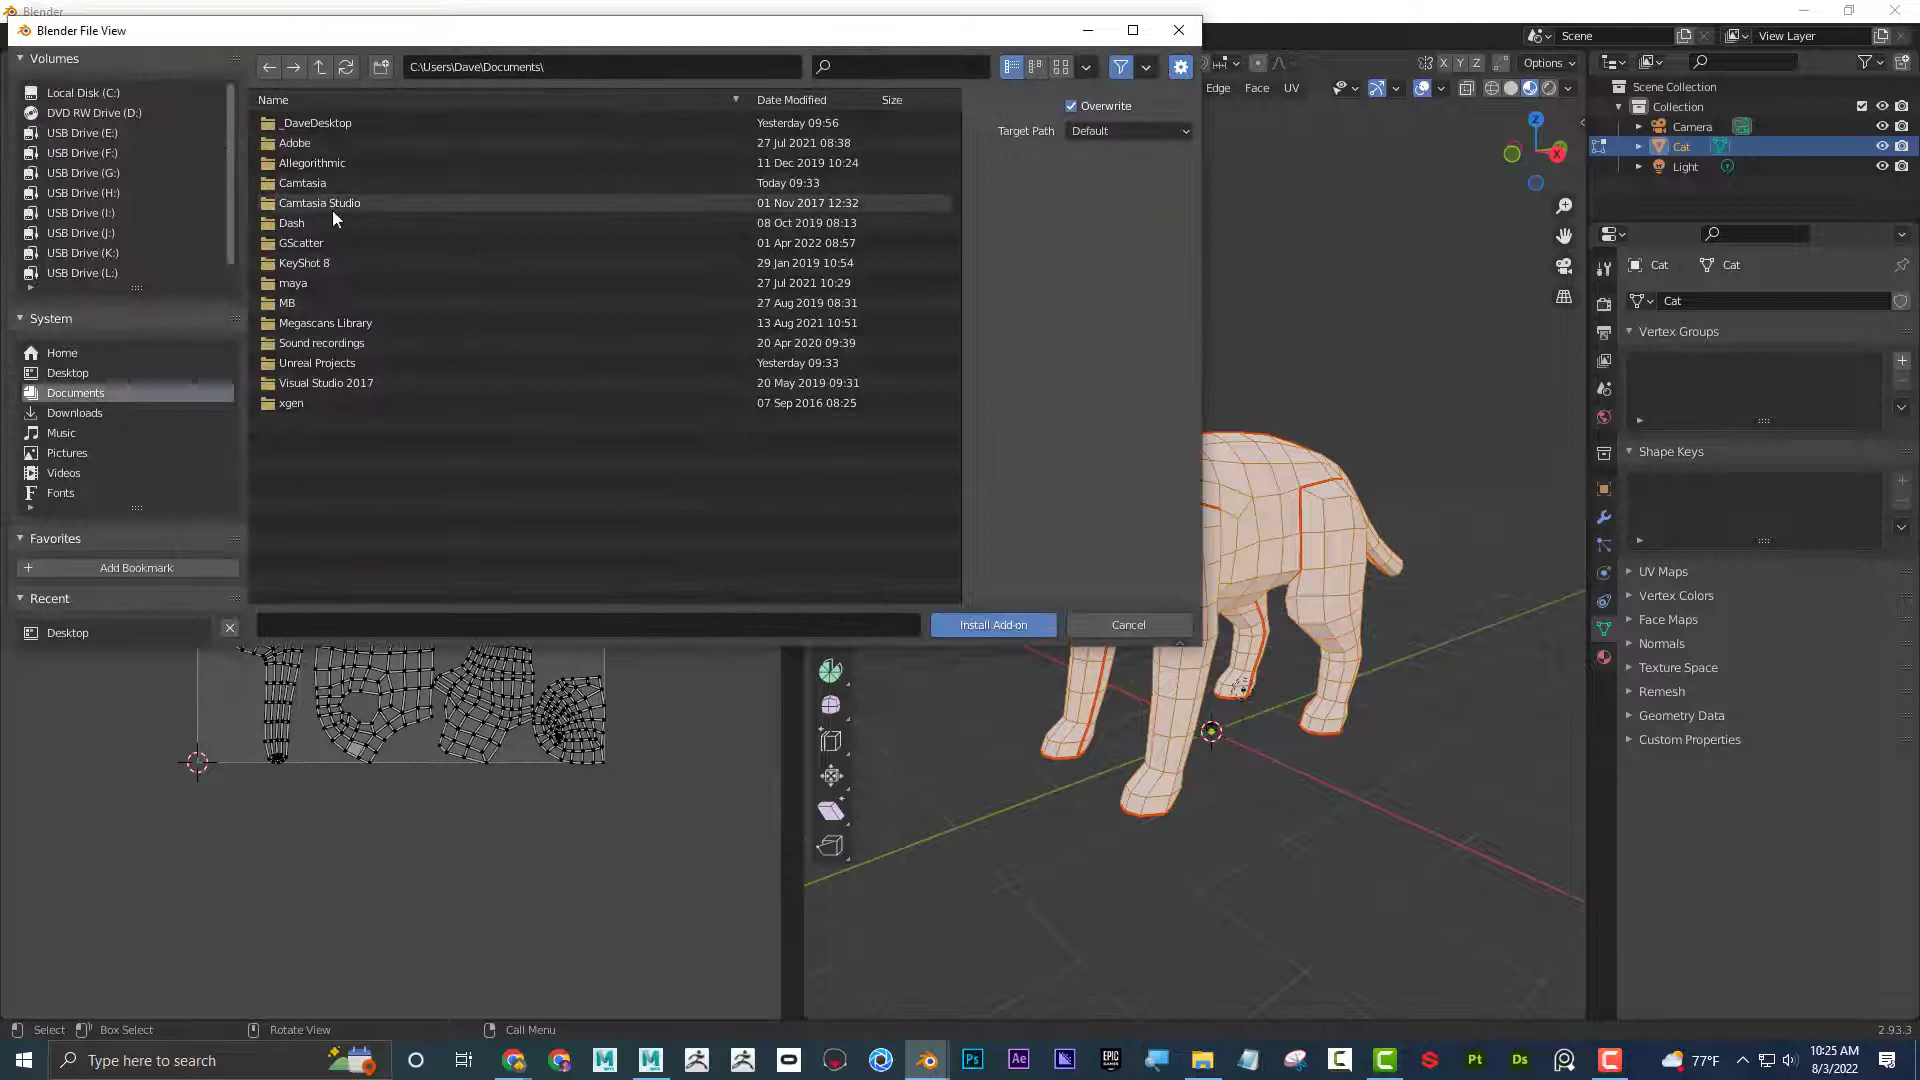 Blender
Blender File View
Volumes
Local Disk (C:)
DVD RW Drive (D:)
USB Drive (E:)
USB Drive (F:)
USB Drive (G:)
USB Drive (H:)
USB Drive (I:)
USB Drive (J:)
USB Drive (K:)
USB Drive (L:)
System
Home
Desktop
Documents
Downloads
Music
Pictures
Videos
Fonts
Favorites
Add Bookmark
Recent
Desktop
C:\Users\Dave\Documents\
Name Date Modified Size
_DaveDesktop Yesterday 09:56
Adobe 27 Jul 2021 08:38
Allegorithmic 11 Dec 2019 10:24
Camtasia Today 09:33
Camtasia Studio 01 Nov 2017 12:32
Dash 08 Oct 2019 08:13
GScatter 01 Apr 2022 08:57
KeyShot 8 29 Jan 2019 10:54
maya 27 Jul 2021 10:29
MB 27 Aug 2019 08:31
Megascans Library 13 Aug 2021 10:51
Sound recordings 20 Apr 2020 09:39
Unreal Projects Yesterday 09:33
Visual Studio 2017 20 May 2019 09:31
xgen 07 Sep 2016 08:25
Overwrite
Target Path Default
Install Add-on Cancel
Scene View Layer
X Y Z Options
Edge Face UV
Z
X
Scene Collection
Collection
Camera
Cat
Light
Cat Cat
Cat
Vertex Groups
Shape Keys
UV Maps
Vertex Colors
Face Maps
Normals
Texture Space
Remesh
Geometry Data
Custom Properties
Select Box Select Rotate View Call Menu 2.93.3
Type here to search
M M Ps Ae EPIC GAMES C C S Pt Ds C
77°F
10:25 AM
8/3/2022